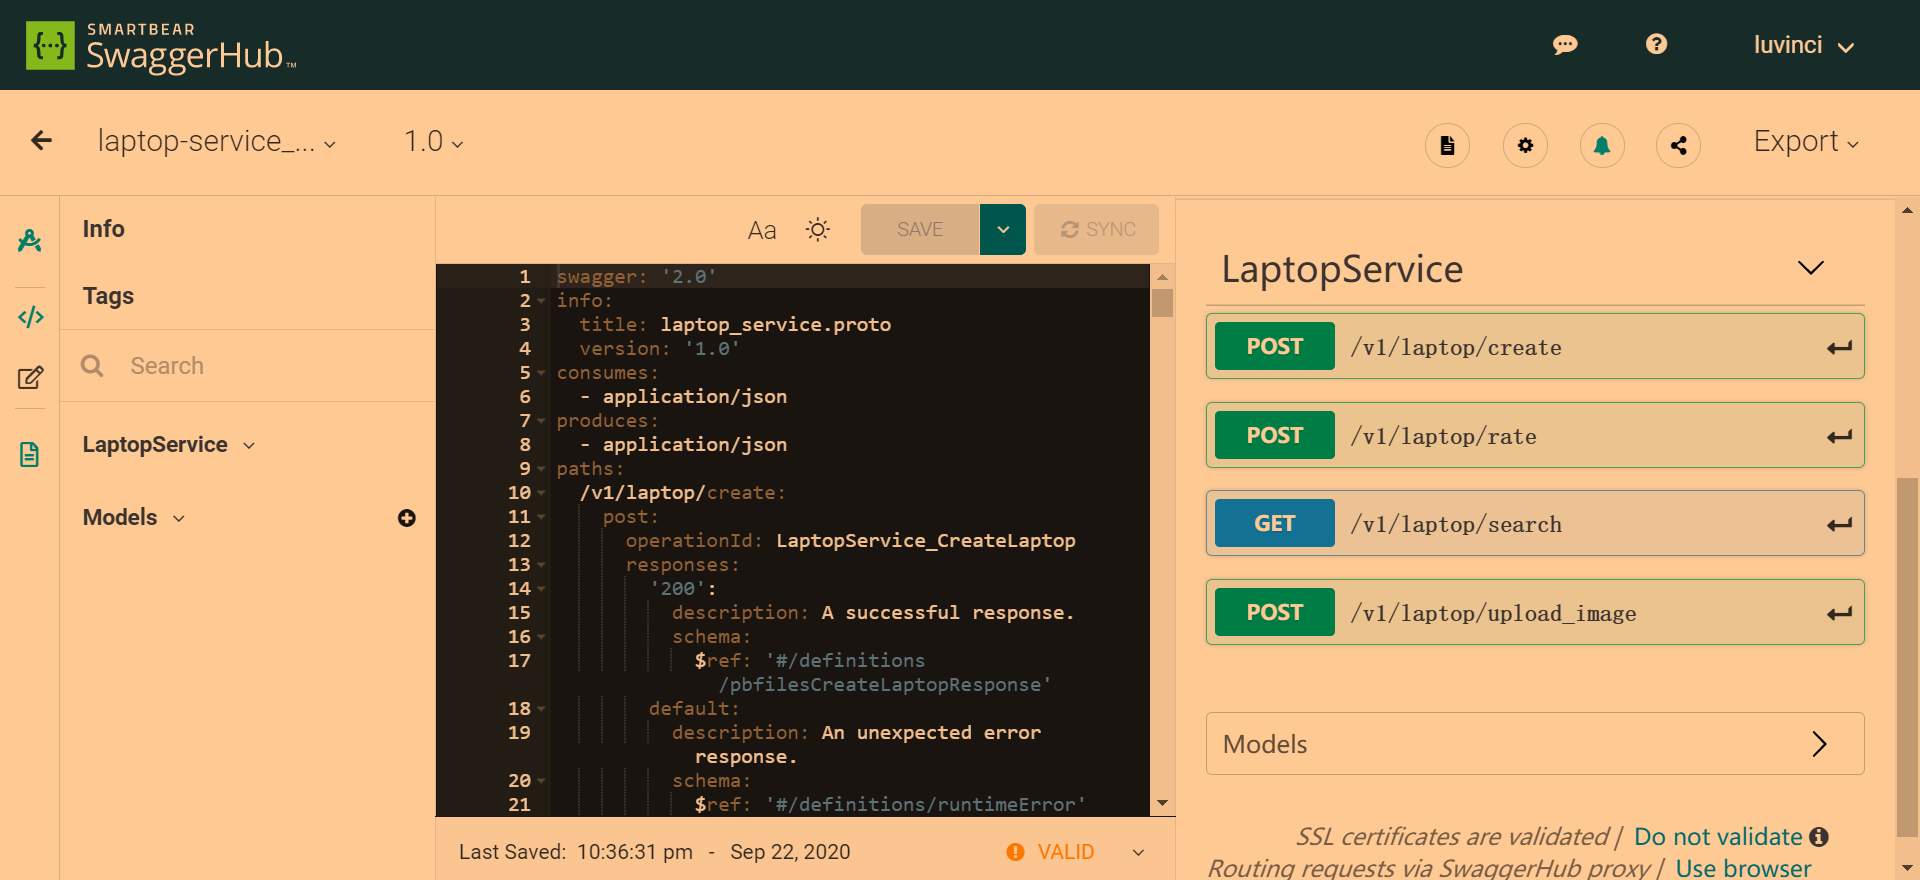 SMARTBEAR
SwaggerHub™
luvinci
laptop-service_...
1.0
Export
Info
Tags
Search
LaptopService
Models
Aa
SAVE
SYNC
1 swagger: '2.0'
2 info:
3 title: laptop_service.proto
4 version: '1.0'
5 consumes:
6 - application/json
7 produces:
8 - application/json
9 paths:
10 /v1/laptop/create:
11 post:
12 operationId: LaptopService_CreateLaptop
13 responses:
14 '200':
15 description: A successful response.
16 schema:
17 $ref: '#/definitions
/pbfilesCreateLaptopResponse'
18 default:
19 description: An unexpected error
response.
20 schema:
21 $ref: '#/definitions/runtimeError'
Last Saved: 10:36:31 pm - Sep 22, 2020
VALID
LaptopService
POST /v1/laptop/create
POST /v1/laptop/rate
GET /v1/laptop/search
POST /v1/laptop/upload_image
Models
SSL certificates are validated | Do not validate
Routing requests via SwaggerHub proxy | Use browser